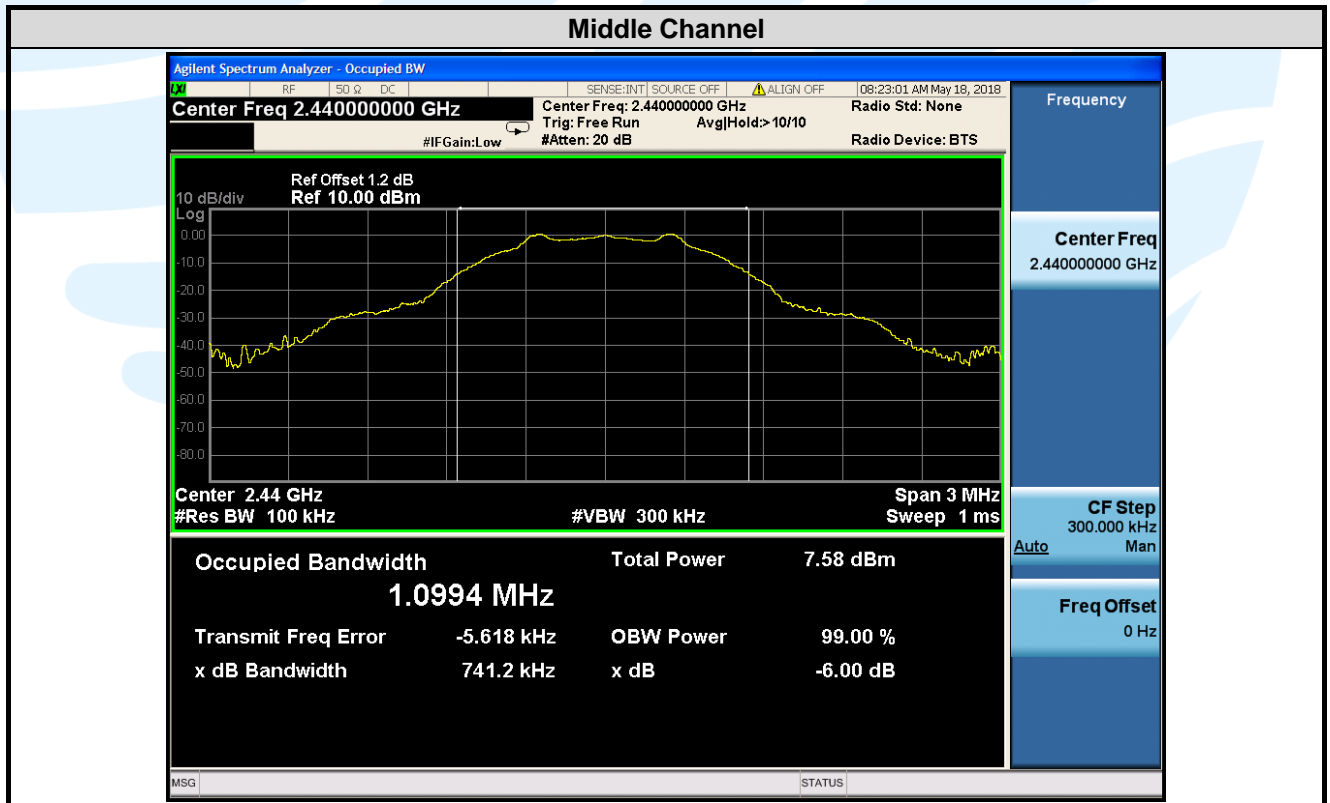 Middle Channel
Agilent Spectrum Analyzer - Occupied BW
LXI RF 50 Ω DC SENSE:INT SOURCE OFF ALIGN OFF 08:23:01 AM May 18, 2018
Center Freq 2.440000000 GHz
Center Freq: 2.440000000 GHz
Radio Std: None
Trig: Free Run Avg|Hold:>10/10
#IFGain:Low
#Atten: 20 dB
Radio Device: BTS
Ref Offset 1.2 dB
10 dB/div Ref 10.00 dBm
Log
0.00
-10.0
-20.0
-30.0
-40.0
-50.0
-60.0
-70.0
-80.0
Center 2.44 GHz Span 3 MHz
#Res BW 100 kHz #VBW 300 kHz Sweep 1 ms
Occupied Bandwidth Total Power 7.58 dBm
1.0994 MHz
Transmit Freq Error -5.618 kHz OBW Power 99.00 %
x dB Bandwidth 741.2 kHz x dB -6.00 dB
MSG STATUS
Frequency
Center Freq
2.440000000 GHz
CF Step
300.000 kHz
Auto Man
Freq Offset
0 Hz